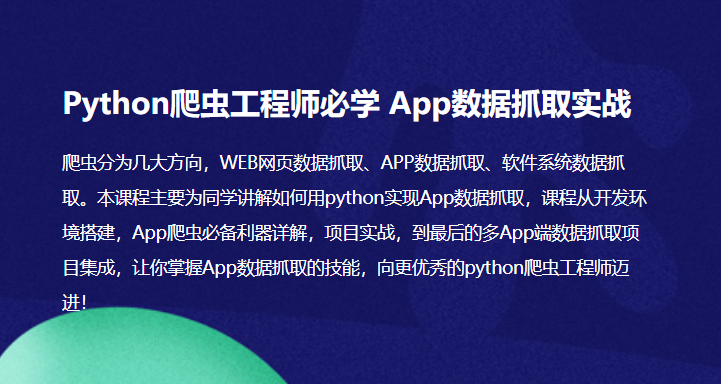 Python爬虫工程师必学 App数据抓取实战
爬虫分为几大方向，WEB网页数据抓取、APP数据抓取、软件系统数据抓
取。本课程主要为同学讲解如何用python实现App数据抓取，课程从开发环
境搭建，App爬虫必备利器详解，项目实战，到最后的多App端数据抓取项
目集成，让你掌握App数据抓取的技能，向更优秀的python爬虫工程师迈
进！